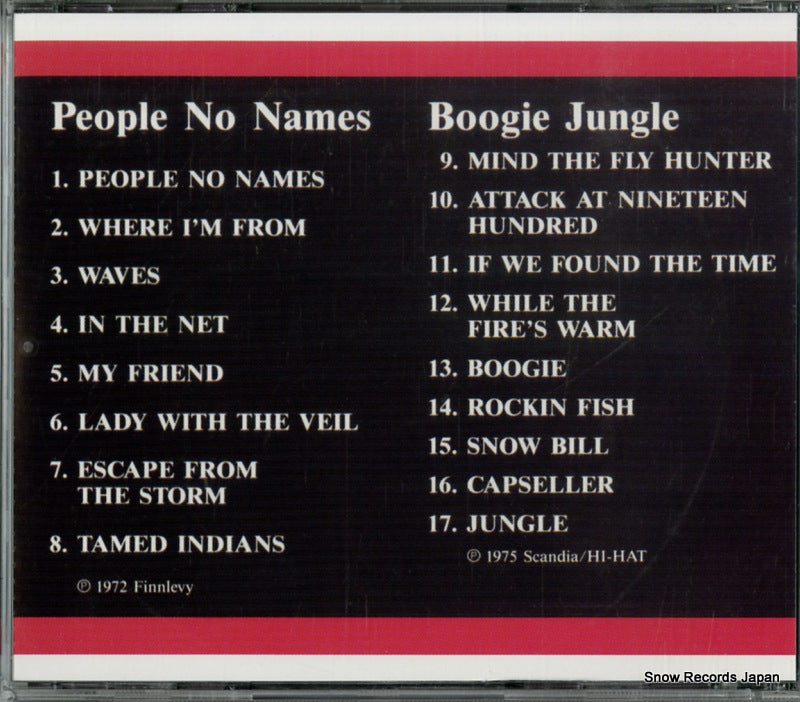 People No Names
1. PEOPLE NO NAMES
2. WHERE I'M FROM
3. WAVES
4. IN THE NET
5. MY FRIEND
6. LADY WITH THE VEIL
7. ESCAPE FROM
THE STORM
8. TAMED INDIANS
℗ 1972 Finnlevy
Boogie Jungle
9. MIND THE FLY HUNTER
10. ATTACK AT NINETEEN
HUNDRED
11. IF WE FOUND THE TIME
12. WHILE THE
FIRE'S WARM
13. BOOGIE
14. ROCKIN FISH
15. SNOW BILL
16. CAPSELLER
17. JUNGLE
℗ 1975 Scandia/HI-HAT
Snow Records Japan